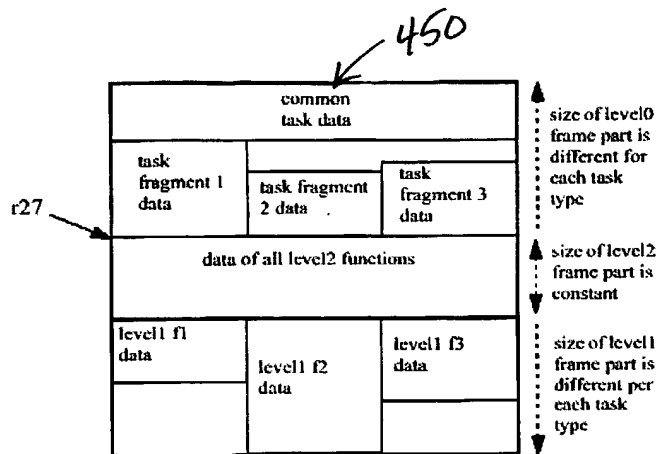 450
common
task data
size of level0
frame part is
different for
each task
type
task
fragment 1
data
task fragment
2 data
task
fragment 3
data
r27
data of all level2 functions
size of level2
frame part is
constant
level1 f1
data
level1 f2
data
level1 f3
data
size of level1
frame part is
different per
each task
type